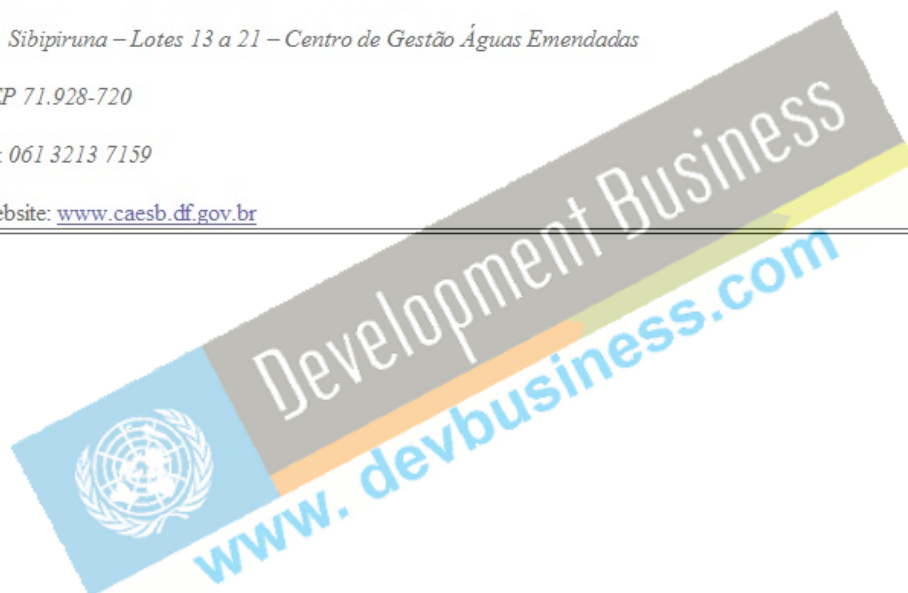 Sibipiruna – Lotes 13 a 21 – Centro de Gestão Águas Emendadas
EP 71.928-720
: 061 3213 7159
ebsite: www.caesb.df.gov.br
Development Business
www. devbusiness.com